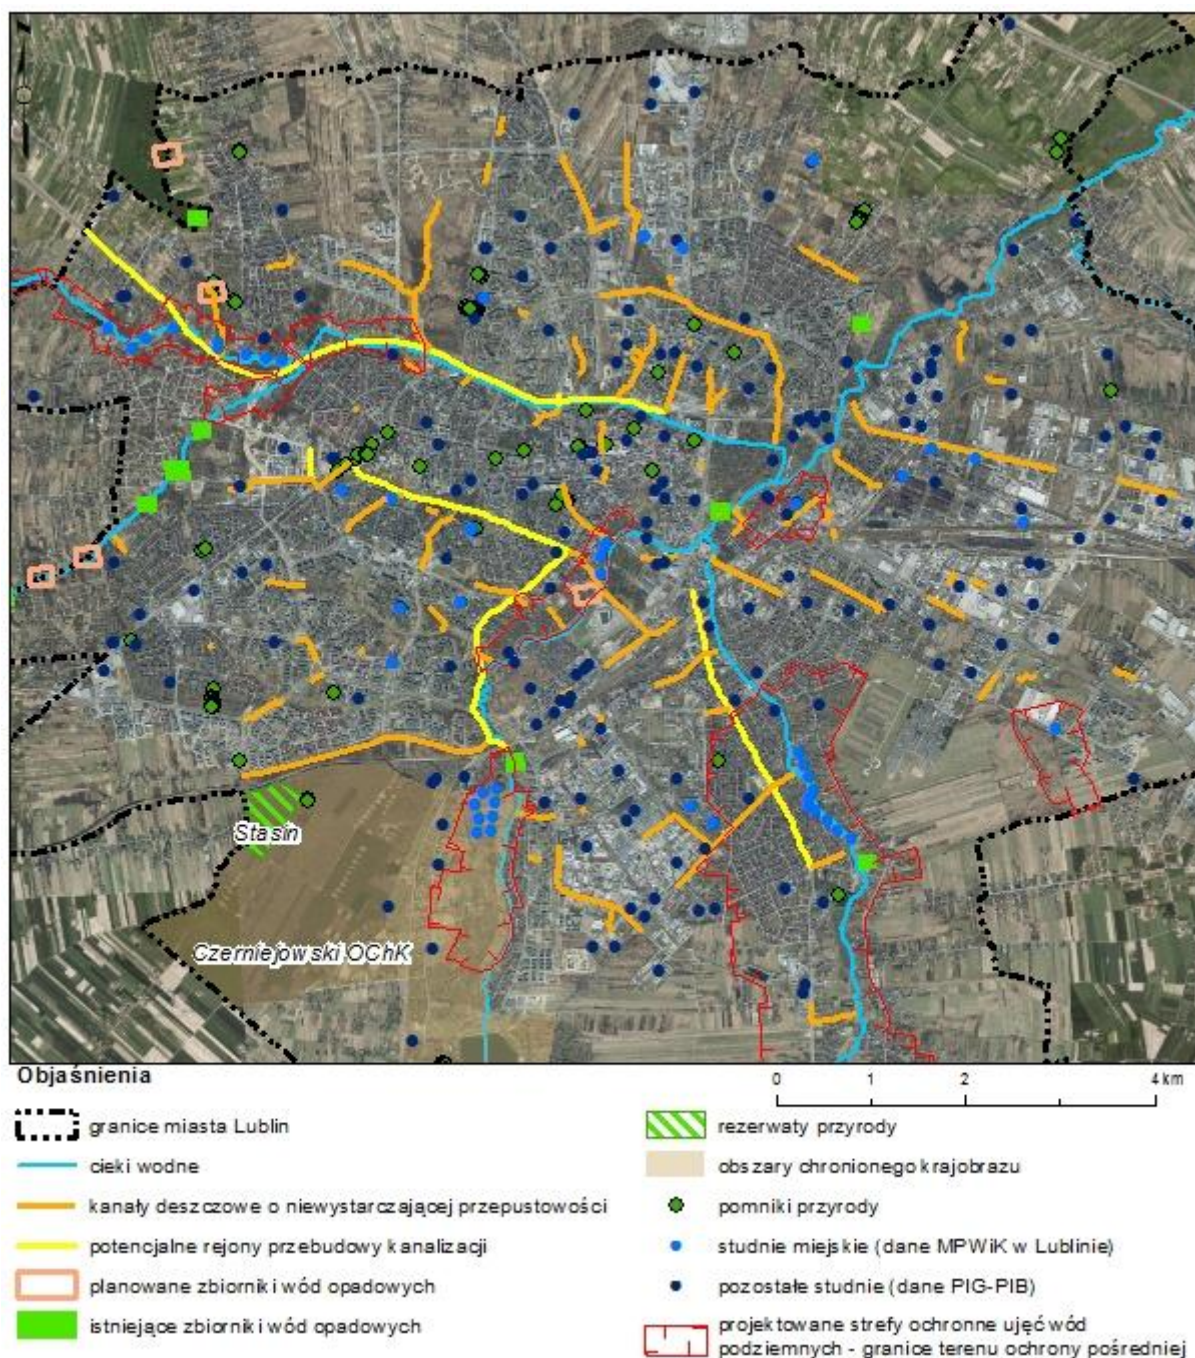 Stasin
Czerniejowski OChK
Objaśnienia
0 1 2 4 km
granice miasta Lublin
cieki wodne
kanały deszczowe o niewystarczającej przepustowości
potencjalne rejony przebudowy kanalizacji
planowane zbiorniki wód opadowych
istniejące zbiorniki wód opadowych
rezerwaty przyrody
obszary chronionego krajobrazu
pomniki przyrody
studnie miejskie (dane MPWiK w Lublinie)
pozostałe studnie (dane PIG-PIB)
projektowane strefy ochronne ujęć wód
podziemnych - granice terenu ochrony pośredniej